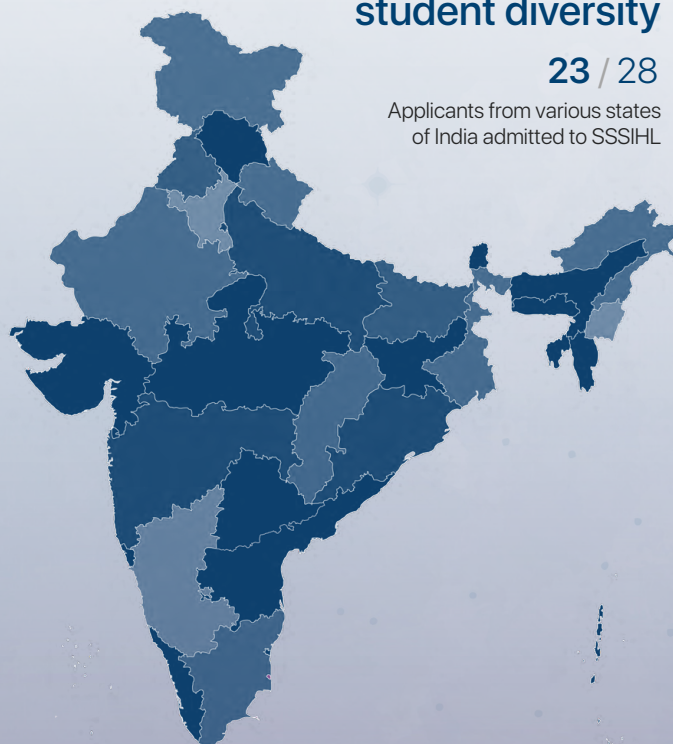 student diversity
23 / 28
Applicants from various states
of India admitted to SSSIHL